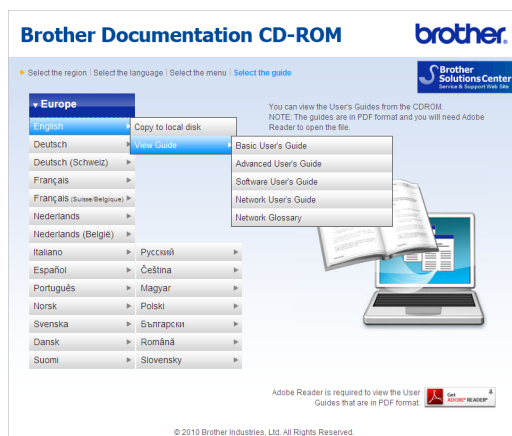 Brother Documentation CD-ROM
brother.
Select the region | Select the language | Select the menu | Select the guide
Brother
Solutions Center
Service & Support Web Site
Europe
You can view the User's Guides from the CDROM.
NOTE: The guides are in PDF format and you will need Adobe
Reader to open the file.
English
Copy to local disk
Deutsch
View Guide
Basic User's Guide
Deutsch (Schweiz)
Advanced User's Guide
Français
Software User's Guide
Français (Suisse/Belgique)
Network User's Guide
Nederlands
Network Glossary
Nederlands (België)
Italiano
Русский
Español
Čeština
Português
Magyar
Norsk
Polski
Svenska
Български
Dansk
Română
Suomi
Slovensky
Adobe Reader is required to view the User
Guides that are in PDF format.
Get
ADOBE® READER®
© 2010 Brother Industries, Ltd. All Rights Reserved.